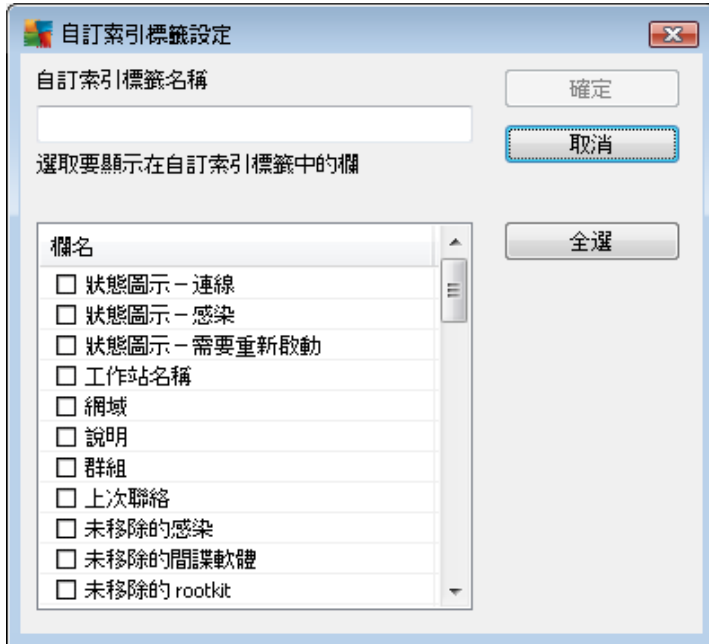 自訂索引標籤設定
自訂索引標籤名稱
確定
取消
選取要顯示在自訂索引標籤中的欄
全選
欄名
狀態圖示－連線
狀態圖示－感染
狀態圖示－需要重新啟動
工作站名稱
網域
說明
群組
上次聯絡
未移除的感染
未移除的間諜軟體
未移除的 rootkit